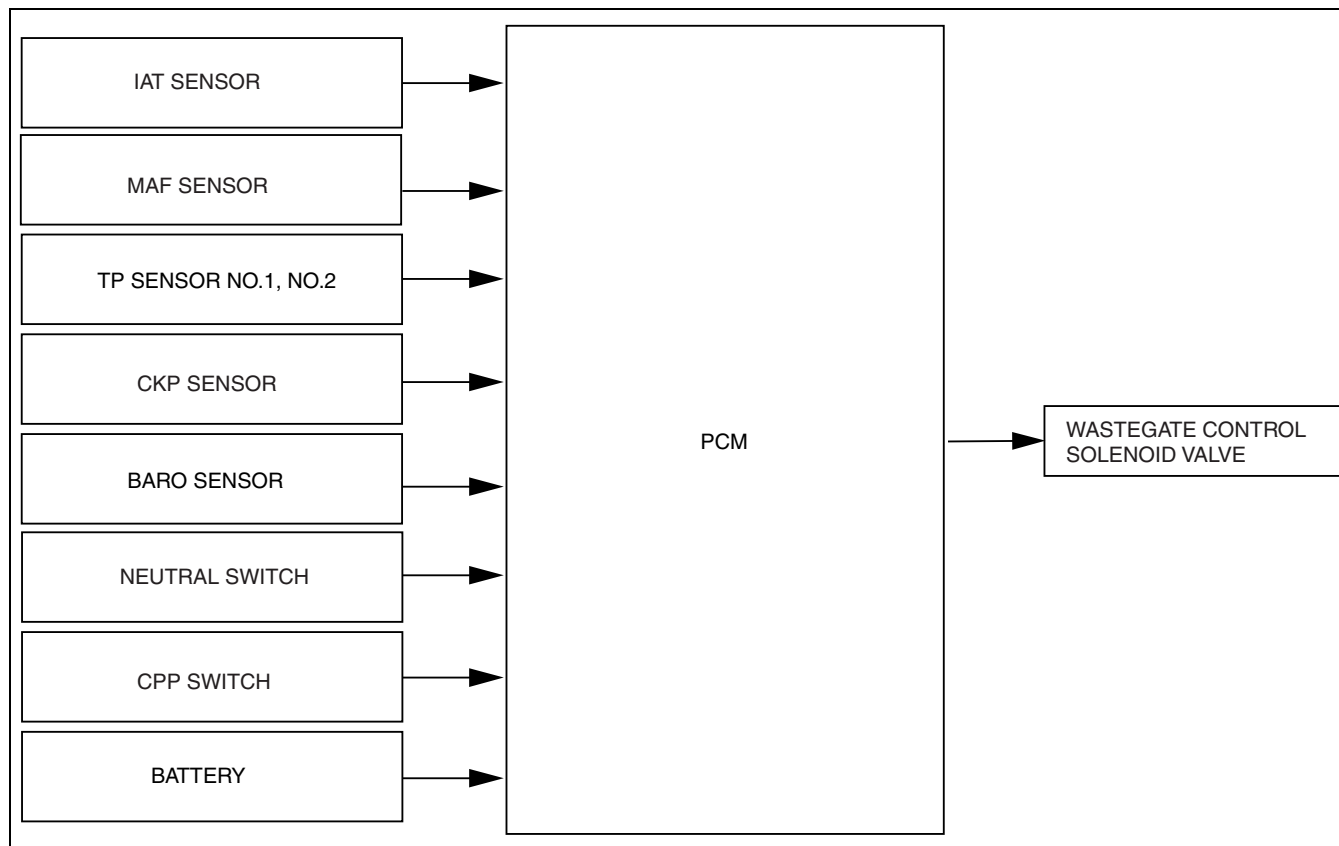 IAT SENSOR
MAF SENSOR
TP SENSOR NO.1, NO.2
CKP SENSOR
BARO SENSOR
NEUTRAL SWITCH
CPP SWITCH
BATTERY
PCM
WASTEGATE CONTROL
SOLENOID VALVE